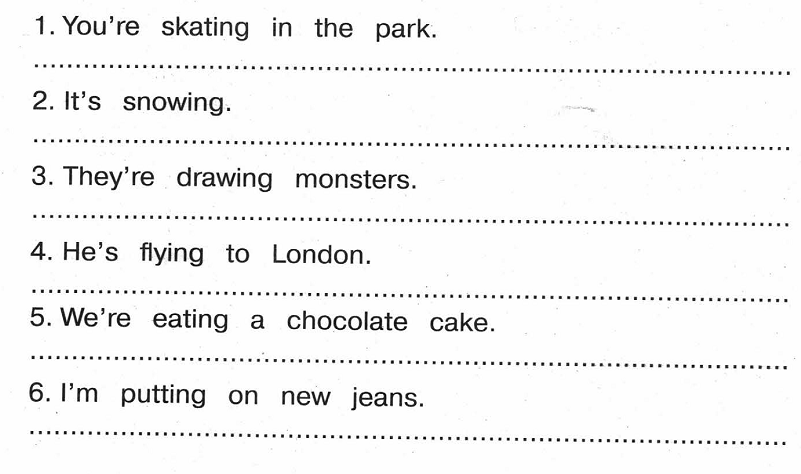 1. You're skating in the park.
2. It's snowing.
3. They're drawing monsters.
4. He's flying to London.
5. We're eating a chocolate cake.
6. I'm putting on new jeans.